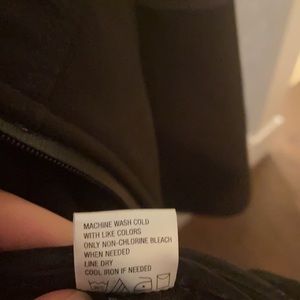 MACHINE WASH COLD
WITH LIKE COLORS
ONLY NON-CHLORINE BLEACH
WHEN NEEDED
LINE DRY
COOL IRON IF NEEDED